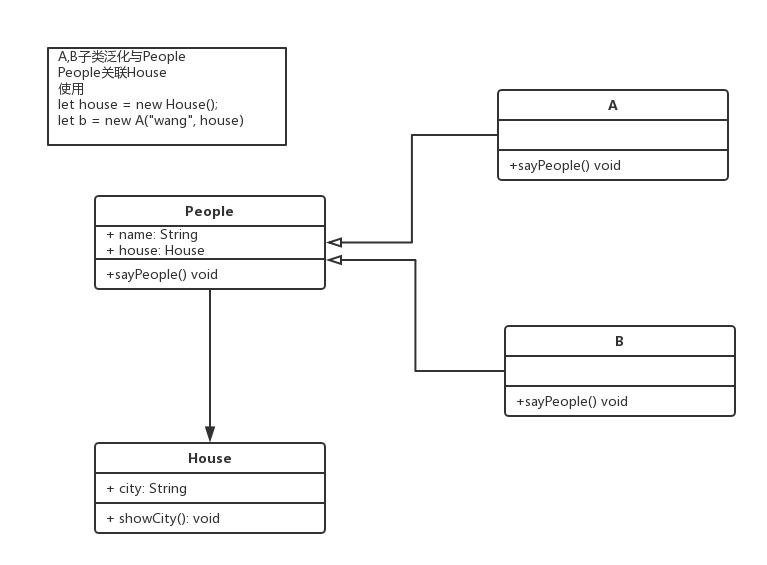 A,B子类泛化与People
People关联House
使用
let house = new House();
let b = new A("wang", house)
A
+sayPeople() void
People
+ name: String
+ house: House
+sayPeople() void
B
+sayPeople() void
House
+ city: String
+ showCity(): void